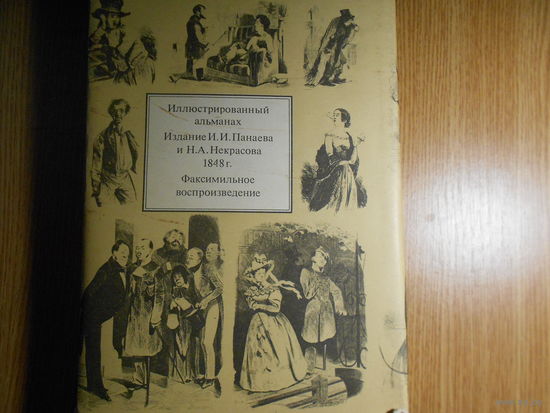 Иллюстрированный
альманах
Издание И. И. Панаева
и Н. А. Некрасова
1848 г.
Факсимильное
воспроизведение